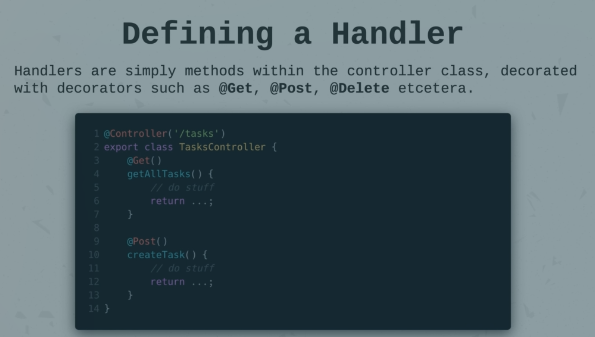 Defining a Handler
Handlers are simply methods within the controller class, decorated
with decorators such as @Get, @Post, @Delete etcetera.
1 @Controller('/tasks')
2 export class TasksController {
3     @Get()
4     getAllTasks() {
5         // do stuff
6         return ...;
7     }
8
9     @Post()
10     createTask() {
11         // do stuff
12         return ...;
13     }
14 }